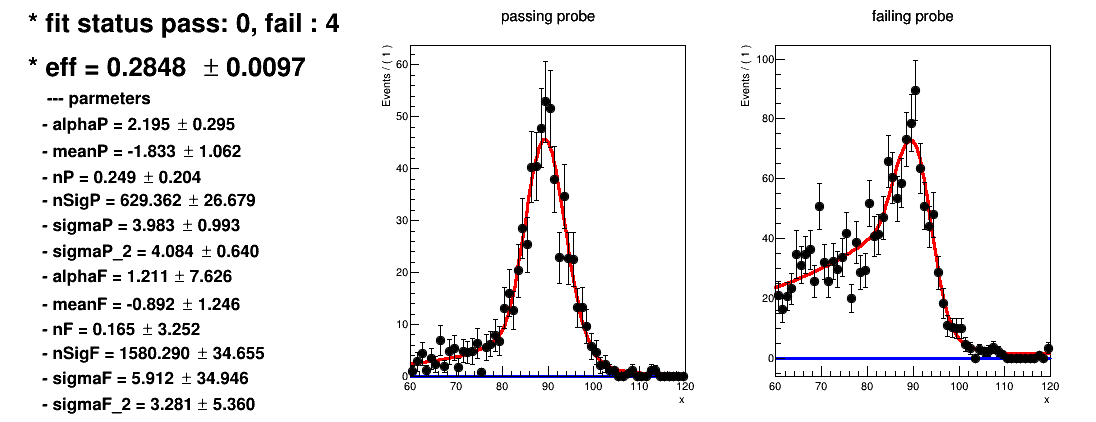 * fit status pass: 0, fail : 4
* eff = 0.2848 ± 0.0097
--- parmeters
- alphaP = 2.195 ± 0.295
- meanP = -1.833 ± 1.062
- nP = 0.249 ± 0.204
- nSigP = 629.362 ± 26.679
- sigmaP = 3.983 ± 0.993
- sigmaP_2 = 4.084 ± 0.640
- alphaF = 1.211 ± 7.626
- meanF = -0.892 ± 1.246
- nF = 0.165 ± 3.252
- nSigF = 1580.290 ± 34.655
- sigmaF = 5.912 ± 34.946
- sigmaF_2 = 3.281 ± 5.360
passing probe
Events / ( 1 )
60
50
40
30
20
10
0
60 70 80 90 100 110 120
x
failing probe
Events / ( 1 )
100
80
60
40
20
0
60 70 80 90 100 110 120
x